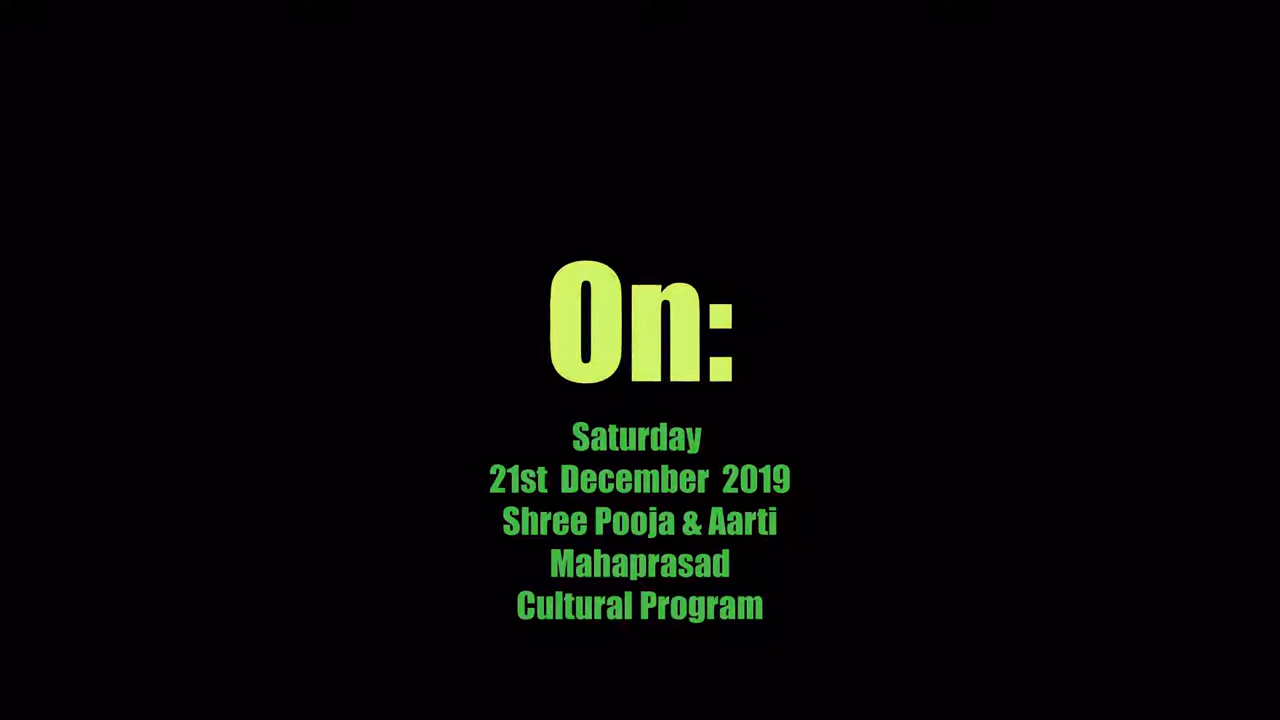 On:
Saturday
21st December 2019
Shree Pooja & Aarti
Mahaprasad
Cultural Program